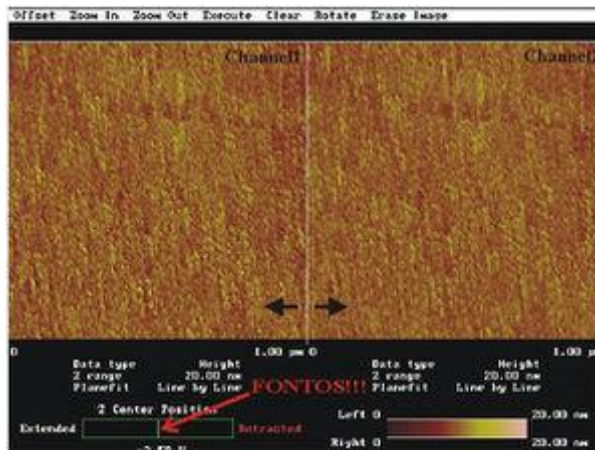 Offset Zoom In Zoom Out Execute Clear Rotate Erase Image
Channel1 Channel2
0 1.00 µm 0 1.00 µ
Data type Height Data type Height
Z range 20.00 nm Z range 20.00 nm
Planefit Line by Line Planefit Line by Line
FONTOS!!!
Z Center Position
Left 0 20.00 nm
Extended Retracted
Right 0 20.00 nm